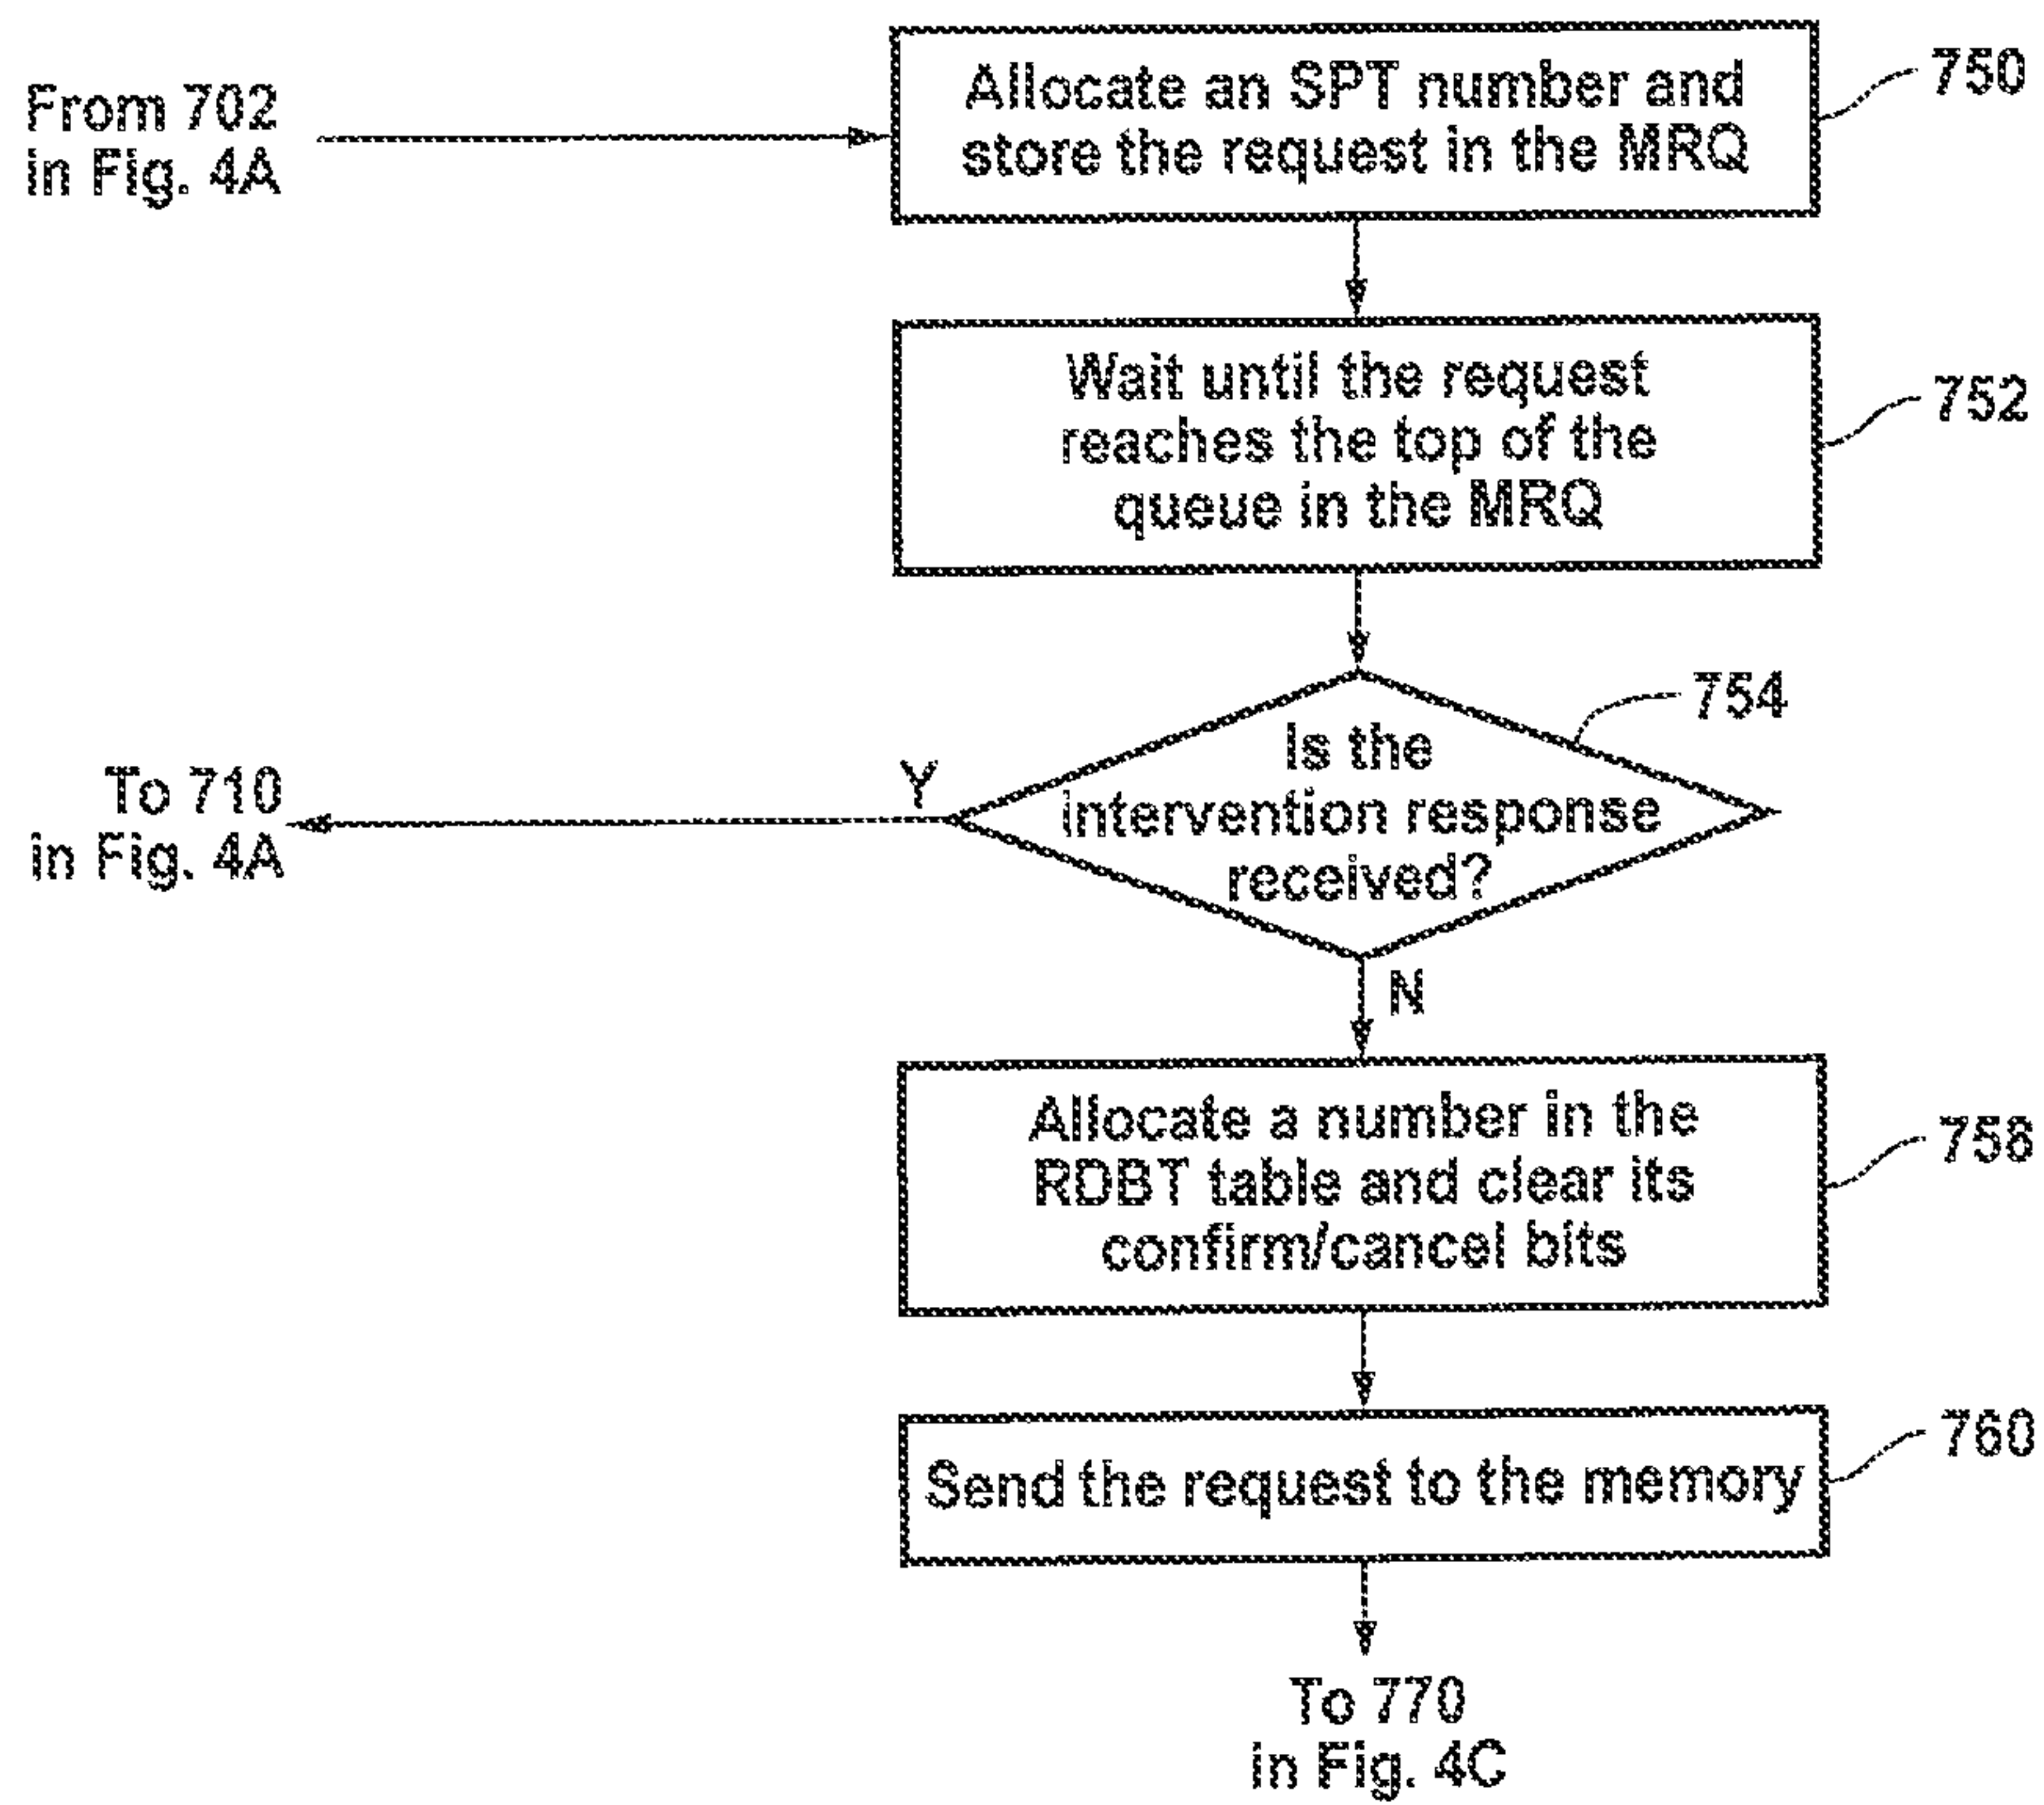 From 702
in Fig. 4A
Allocate an SPT number and
store the request in the MRQ
750
Wait until the request
reaches the top of the
queue in the MRQ
752
Is the
intervention response
received?
754
Y
To 710
in Fig. 4A
N
Allocate a number in the
RDBT table and clear its
confirm/cancel bits
758
Send the request to the memory
760
To 770
in Fig. 4C